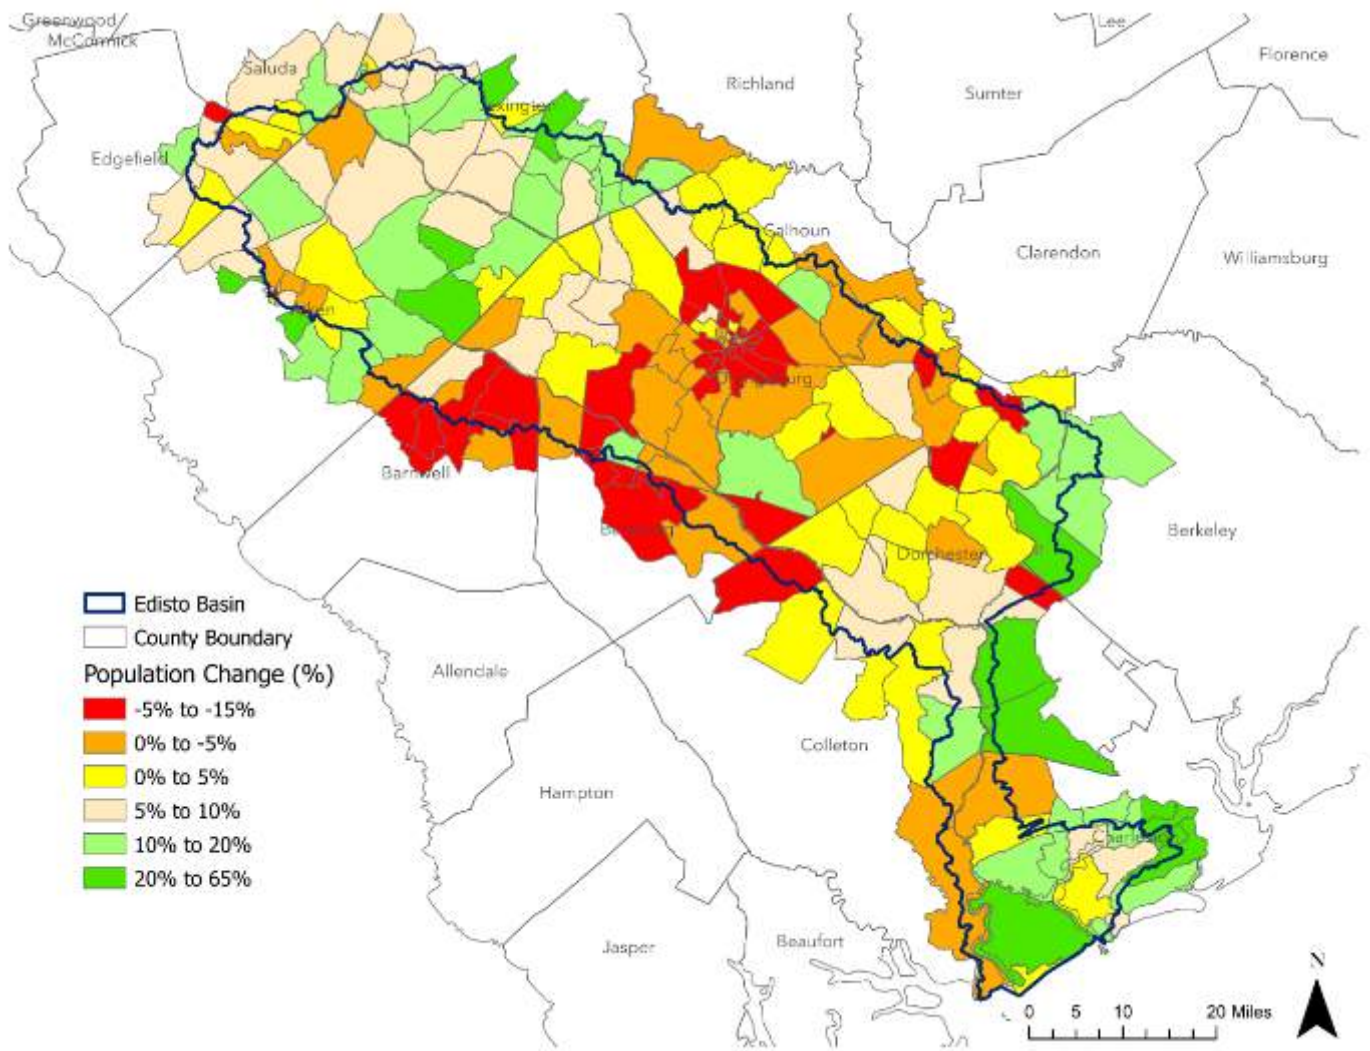 Greenwood
McCormick
Lee
Florence
Saluda
Richland
Sumter
Edgefield
Calhoun
Clarendon
Williamsburg
Barnwell
Berkeley
Dorchester
Edisto Basin
County Boundary
Population Change (%)
-5% to -15%
0% to -5%
0% to 5%
5% to 10%
10% to 20%
20% to 65%
Allendale
Colleton
Hampton
Jasper
Beaufort
N
0 5 10 20 Miles